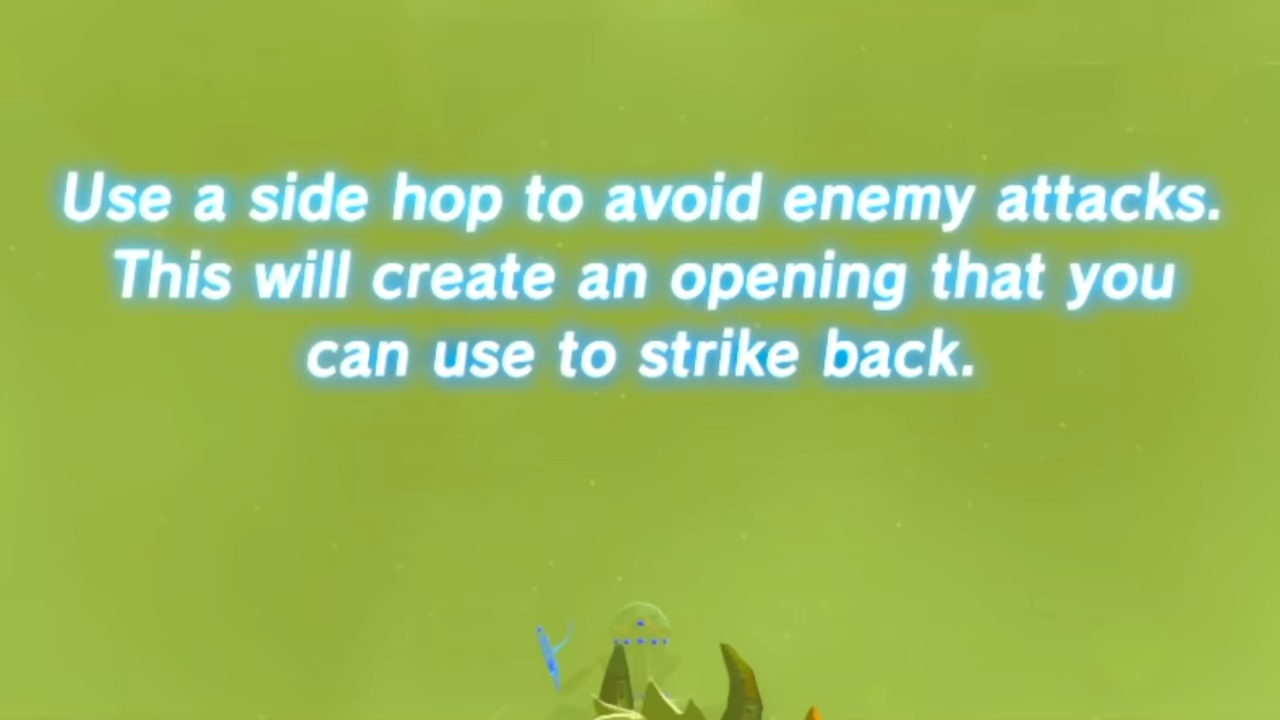 Use a side hop to avoid enemy attacks.
This will create an opening that you
can use to strike back.